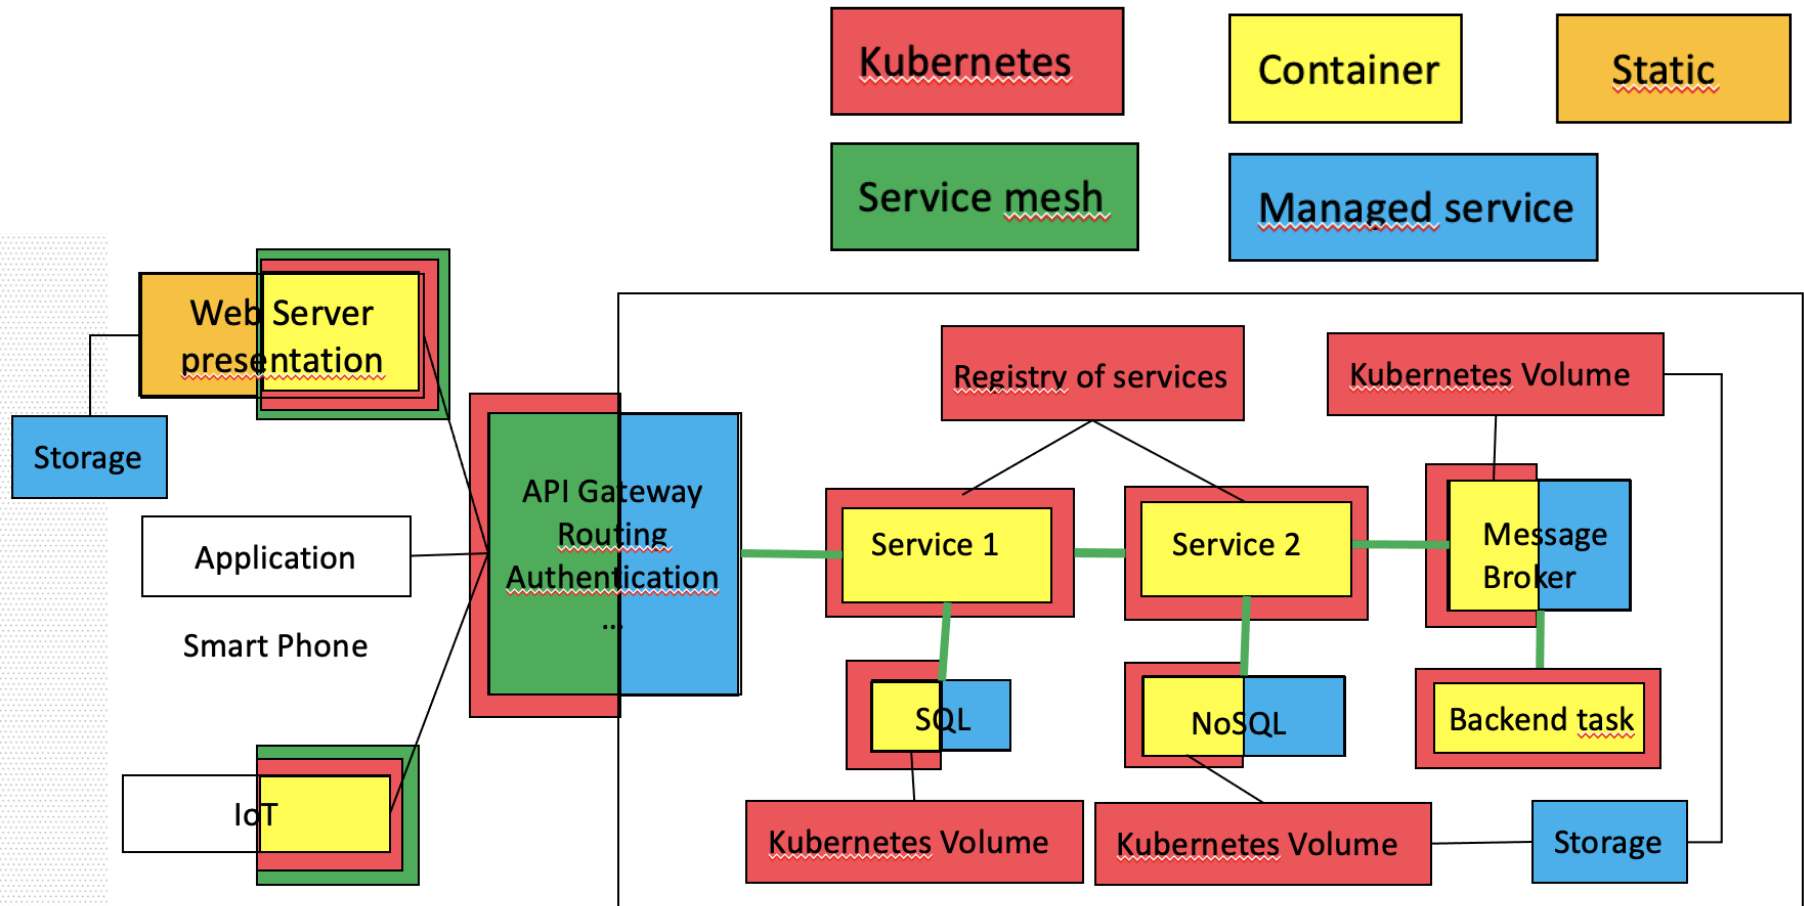 Kubernetes
Container
Static
Service mesh
Managed service
Web Server
presentation
Storage
Application
Smart Phone
IoT
API Gateway
Routing
Authentication
...
Registry of services
Kubernetes Volume
Service 1
Service 2
Message
Broker
SQL
NoSQL
Backend task
Kubernetes Volume
Kubernetes Volume
Storage